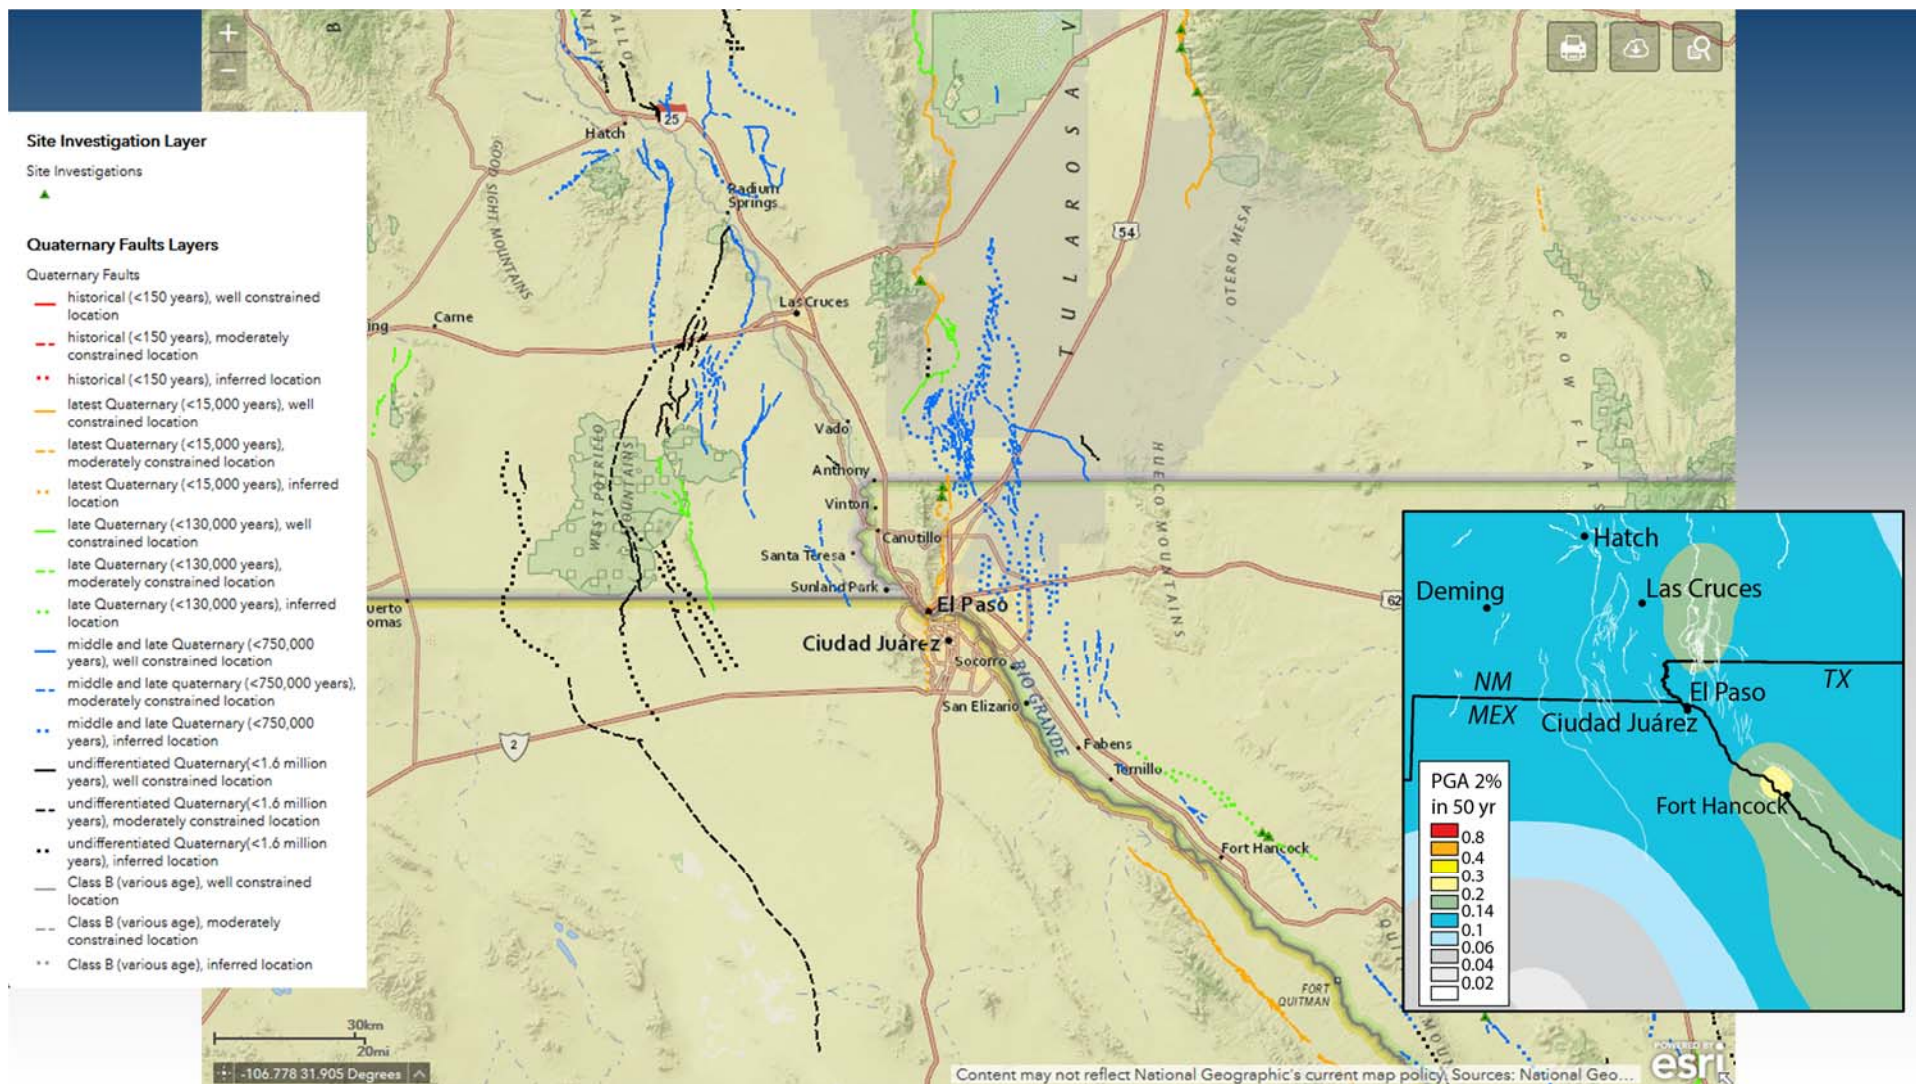 Site Investigation Layer
Site Investigations
Quaternary Faults Layers
Quaternary Faults
historical (<150 years), well constrained
location
historical (<150 years), moderately
constrained location
historical (<150 years), inferred location
latest Quaternary (<15,000 years), well
constrained location
latest Quaternary (<15,000 years),
moderately constrained location
latest Quaternary (<15,000 years), inferred
location
late Quaternary (<130,000 years), well
constrained location
late Quaternary (<130,000 years),
moderately constrained location
late Quaternary (<130,000 years), inferred
location
middle and late Quaternary (<750,000
years), well constrained location
middle and late quaternary (<750,000 years),
moderately constrained location
middle and late Quaternary (<750,000
years), inferred location
undifferentiated Quaternary(<1.6 million
years), well constrained location
undifferentiated Quaternary(<1.6 million
years), moderately constrained location
undifferentiated Quaternary(<1.6 million
years), inferred location
Class B (various age), well constrained
location
Class B (various age), moderately
constrained location
Class B (various age), inferred location
+
−
B
NTAINS
ALLO
25
Hatch
GOOD SIGHT MOUNTAINS
Radium
Springs
TULAROSA V
54
OTERO MESA
CROW FLATS
ing
Carne
Las Cruces
Vado
Anthony
Vinton
Canutillo
Santa Teresa
Sunland Park
WEST POTRILLO
MOUNTAINS
HUECO MOUNTAINS
uerto
omas
El Paso
62
Ciudad Juárez
Socorro
RIO GRANDE
San Elizario
2
Fabens
Tornillo
Fort Hancock
FORT
QUITMAN
QUI
MOU
Hatch
Deming
Las Cruces
NM
MEX
TX
El Paso
Ciudad Juárez
Fort Hancock
PGA 2%
in 50 yr
0.8
0.4
0.3
0.2
0.14
0.1
0.06
0.04
0.02
30km
20mi
-106.778 31.905 Degrees
Content may not reflect National Geographic's current map policy. Sources: National Geo...
POWERED BY
esri